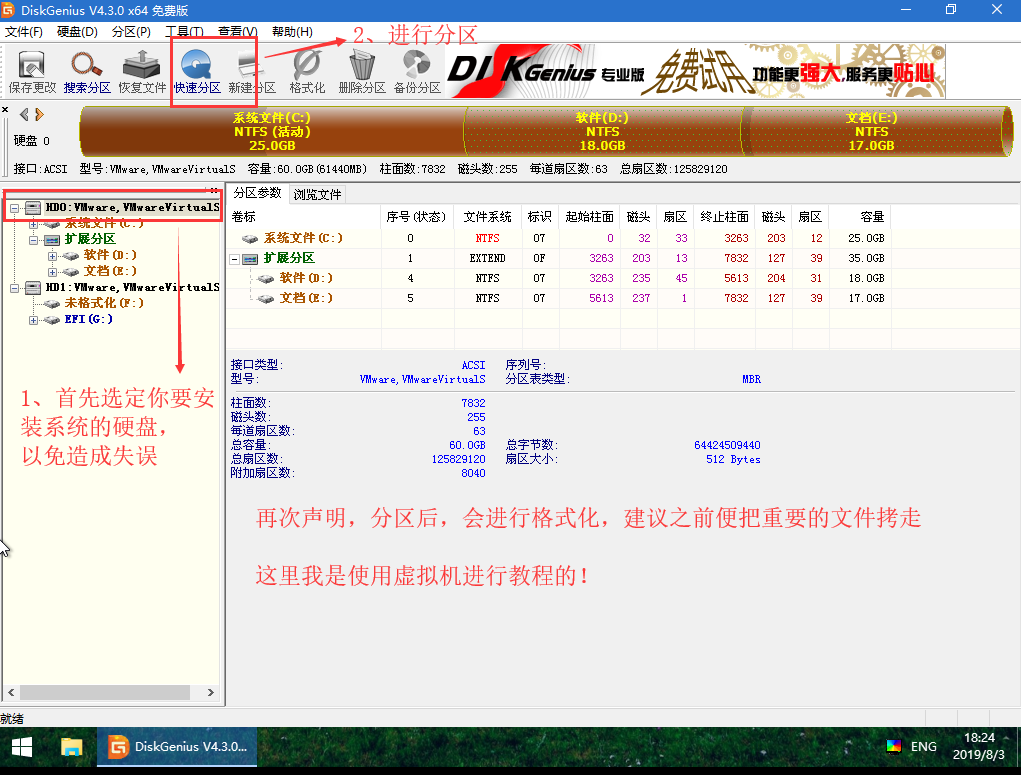 DiskGenius V4.3.0 x64 免费版
文件(F) 硬盘(D) 分区(P) 工具(T) 查看(V) 帮助(H)
2、进行分区
保存更改 搜索分区 恢复文件 快速分区 新建分区 格式化 删除分区 备份分区
DISKGenius 专业版 免费试用 功能更强大,服务更贴心
硬盘 0
系统文件(C:)
NTFS (活动)
25.0GB
软件(D:)
NTFS
18.0GB
文档(E:)
NTFS
17.0GB
接口:ACSI 型号:VMware,VMwareVirtualS 容量:60.0GB(61440MB) 柱面数:7832 磁头数:255 每道扇区数:63 总扇区数:125829120
HD0:VMware,VMwareVirtualS
系统文件(C:)
扩展分区
软件(D:)
文档(E:)
HD1:VMware,VMwareVirtualS
未格式化(F:)
EFI(G:)
1、首先选定你要安
装系统的硬盘，
以免造成失误
分区参数 浏览文件
卷标 序号(状态) 文件系统 标识 起始柱面 磁头 扇区 终止柱面 磁头 扇区 容量
系统文件(C:) 0 NTFS 07 0 32 33 3263 203 12 25.0GB
扩展分区 1 EXTEND 0F 3263 203 13 7832 127 39 35.0GB
软件(D:) 4 NTFS 07 3263 235 45 5613 204 31 18.0GB
文档(E:) 5 NTFS 07 5613 237 1 7832 127 39 17.0GB
接口类型: ACSI 序列号:
型号: VMware,VMwareVirtualS 分区表类型: MBR
柱面数: 7832
磁头数: 255
每道扇区数: 63
总容量: 60.0GB 总字节数: 64424509440
总扇区数: 125829120 扇区大小: 512 Bytes
附加扇区数: 8040
再次声明，分区后，会进行格式化，建议之前便把重要的文件拷走
这里我是使用虚拟机进行教程的！
就绪
DiskGenius V4.3.0...
ENG
18:24
2019/8/3